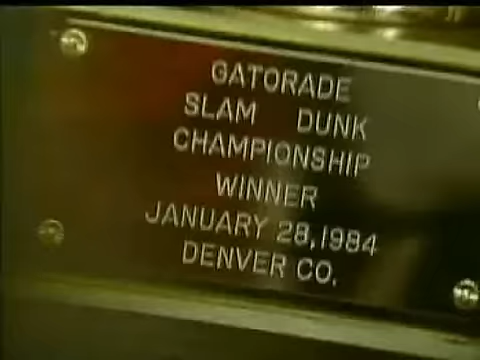 GATORADE
SLAM DUNK
CHAMPIONSHIP
WINNER
JANUARY 28, 1984
DENVER CO.